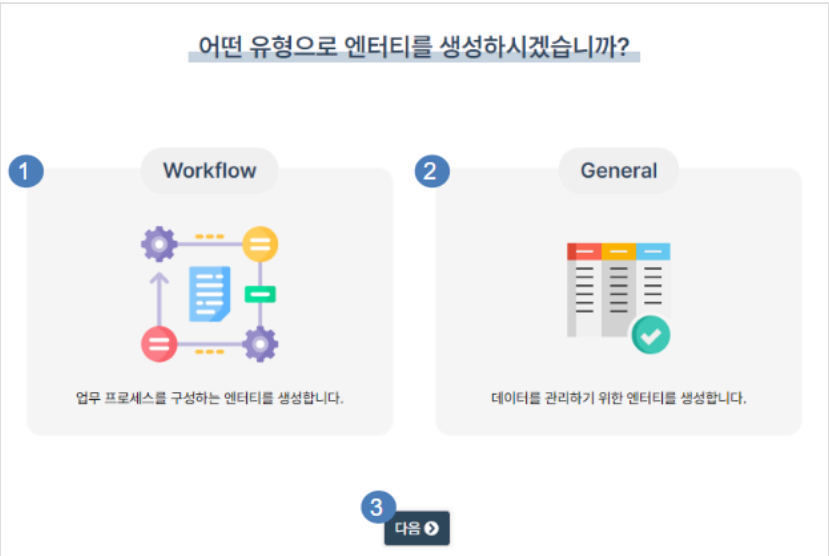 어떤 유형으로 엔터티를 생성하시겠습니까?
1
Workflow
업무 프로세스를 구성하는 엔터티를 생성합니다.
2
General
데이터를 관리하기 위한 엔터티를 생성합니다.
3
다음